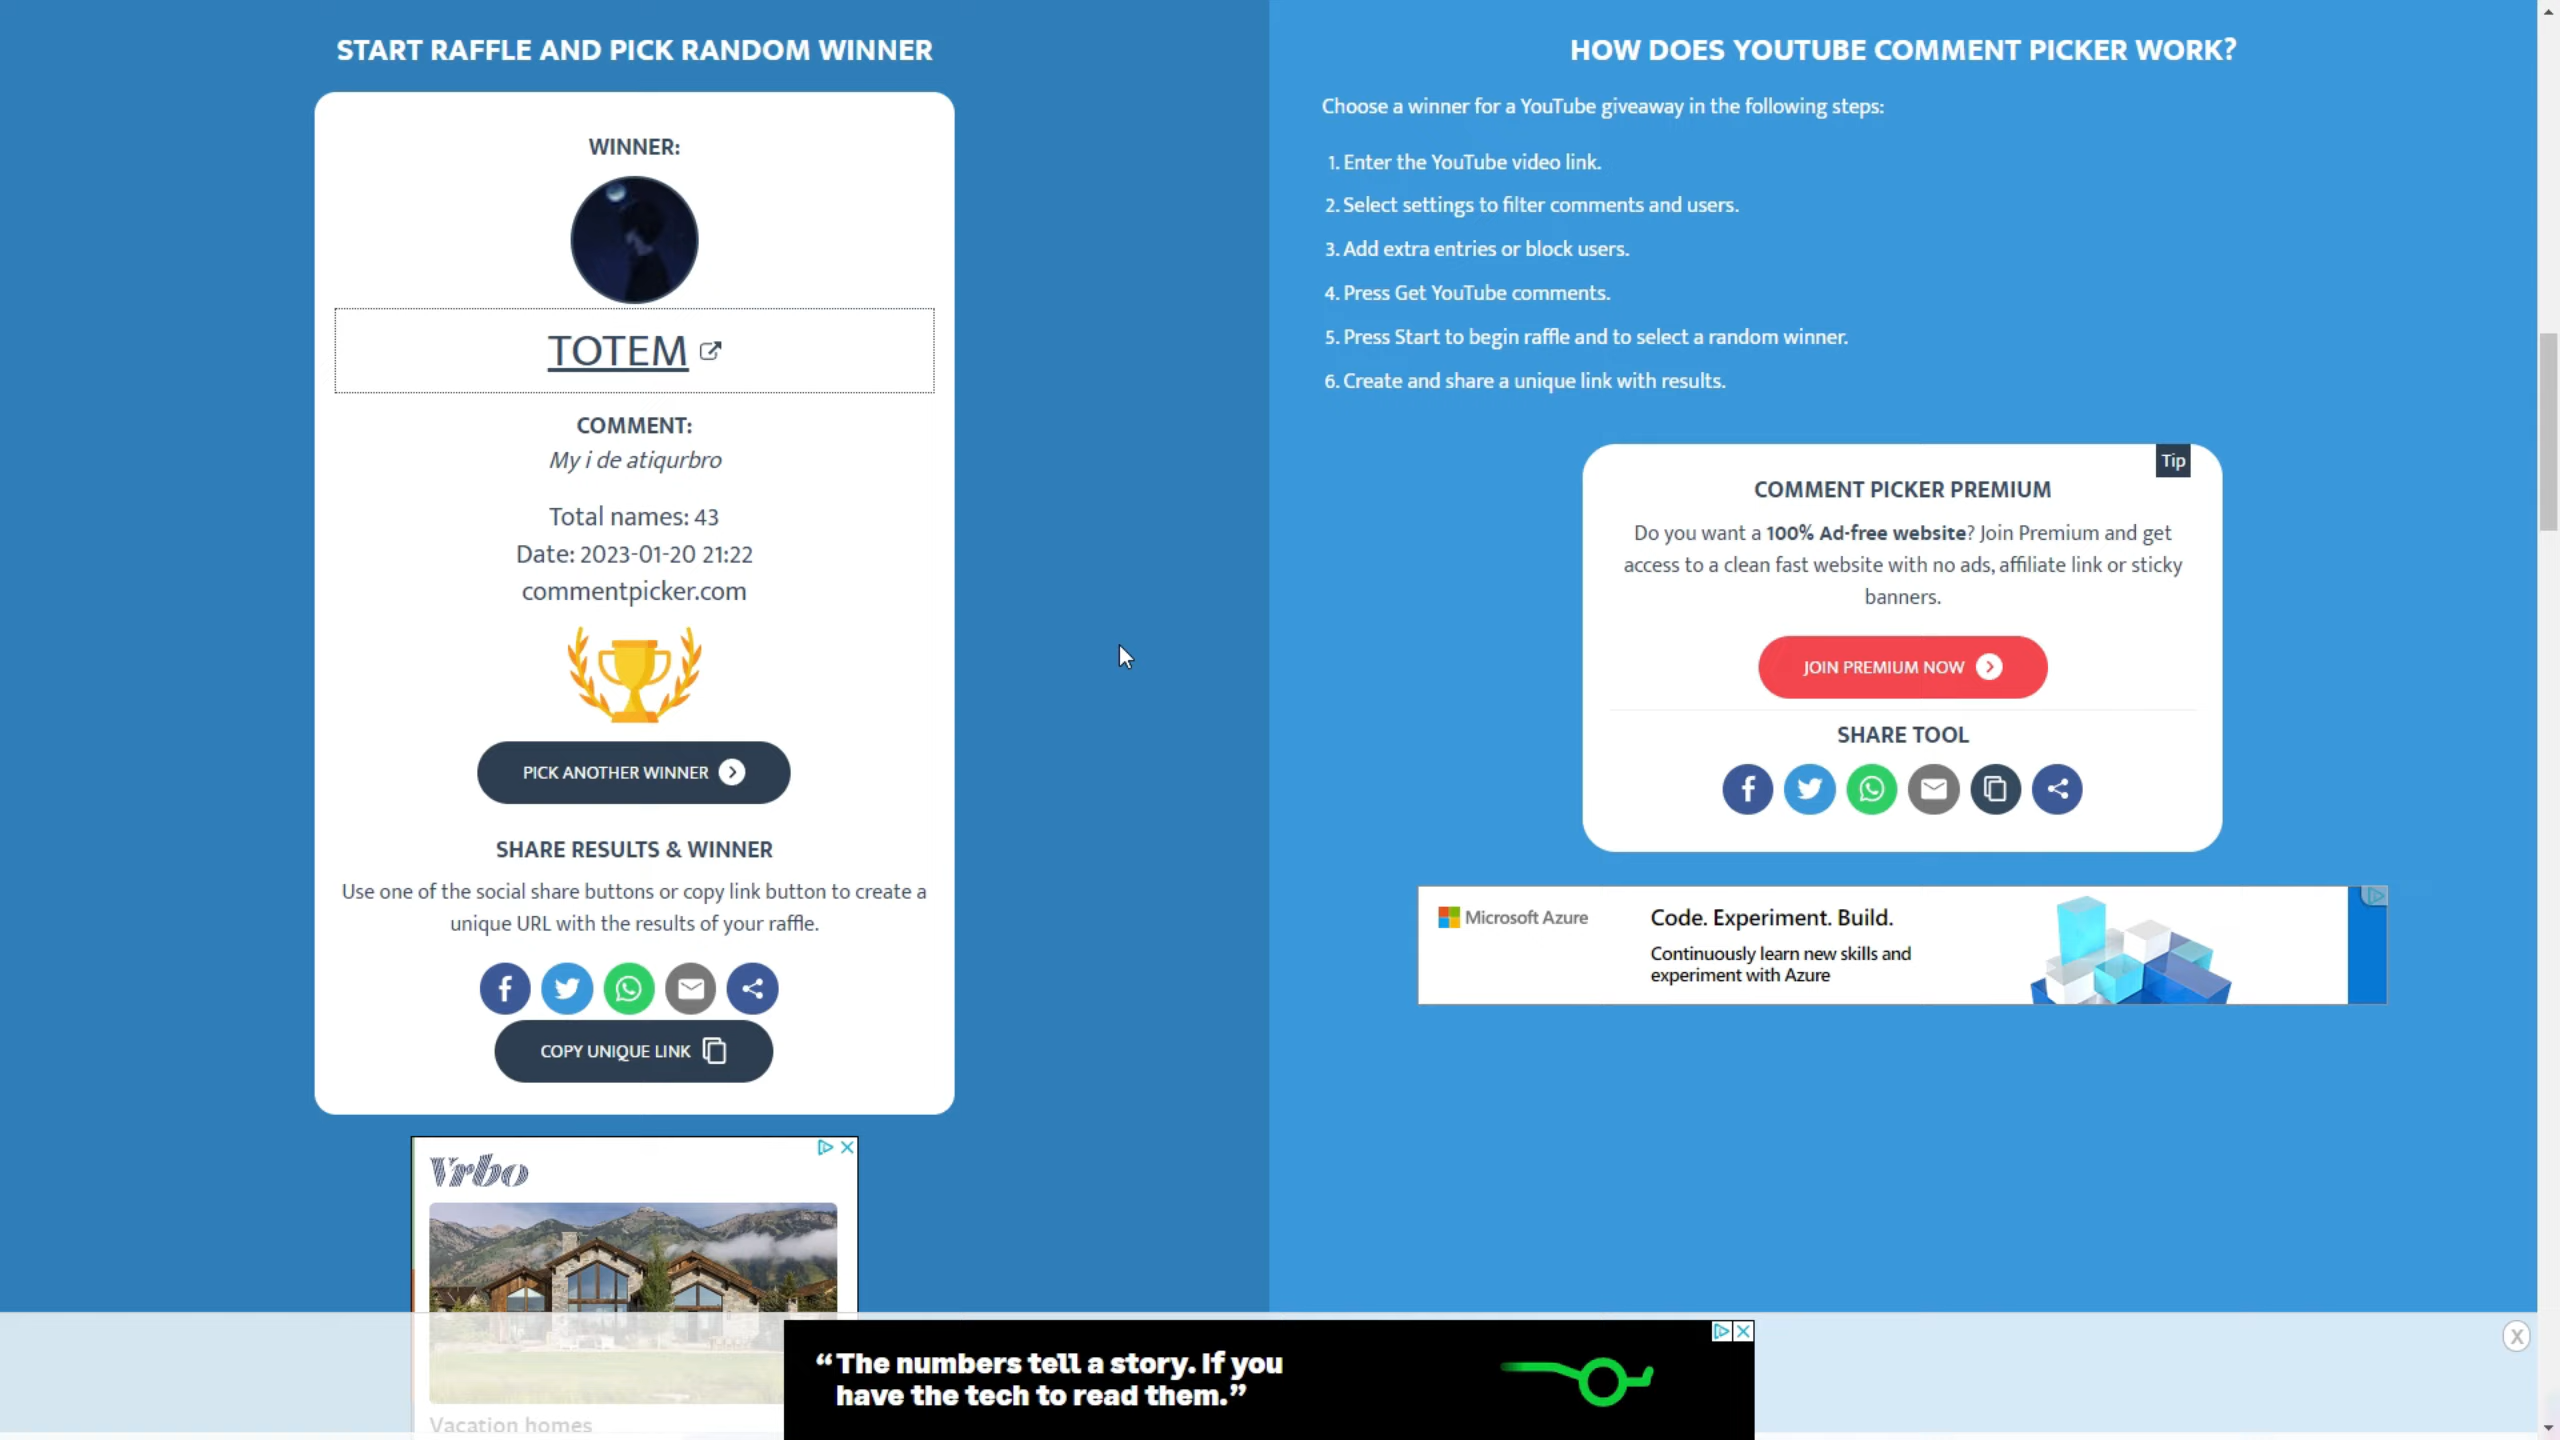 START RAFFLE AND PICK RANDOM WINNER
WINNER:
TOTEM
COMMENT:
My i de atiqurbro
Total names: 43
Date: 2023-01-20 21:22
commentpicker.com
PICK ANOTHER WINNER
SHARE RESULTS & WINNER
Use one of the social share buttons or copy link button to create a
unique URL with the results of your raffle.
COPY UNIQUE LINK
Vrbo
Vacation homes
HOW DOES YOUTUBE COMMENT PICKER WORK?
Choose a winner for a YouTube giveaway in the following steps:
1. Enter the YouTube video link.
2. Select settings to filter comments and users.
3. Add extra entries or block users.
4. Press Get YouTube comments.
5. Press Start to begin raffle and to select a random winner.
6. Create and share a unique link with results.
Tip
COMMENT PICKER PREMIUM
Do you want a 100% Ad-free website? Join Premium and get
access to a clean fast website with no ads, affiliate link or sticky
banners.
JOIN PREMIUM NOW
SHARE TOOL
Microsoft Azure
Code. Experiment. Build.
Continuously learn new skills and
experiment with Azure
“The numbers tell a story. If you
have the tech to read them.”
X